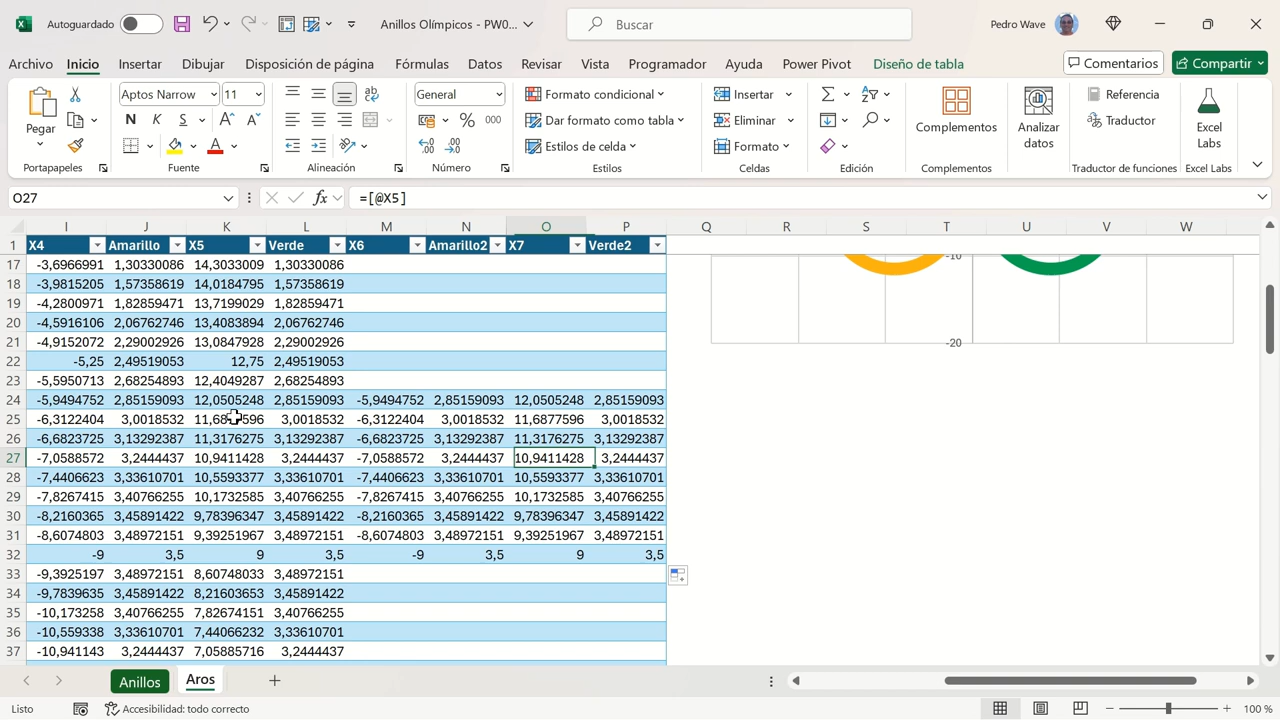 Autoguardado
Anillos Olímpicos - PW0...
Buscar
Pedro Wave
Archivo Inicio Insertar Dibujar Disposición de página Fórmulas Datos Revisar Vista Programador Ayuda Power Pivot Diseño de tabla
Comentarios
Compartir
Pegar
Portapapeles
Aptos Narrow 11
N K S
Fuente
Alineación
General
% 000
Número
Formato condicional
Dar formato como tabla
Estilos de celda
Estilos
Insertar
Eliminar
Formato
Celdas
Edición
Complementos
Complementos
Analizar
datos
Referencia
Traductor
Traductor de funciones
Excel
Labs
Excel Labs
O27 fx =[@X5]
I J K L M N O P Q R S T U V W
1 X4 Amarillo X5 Verde X6 Amarillo2 X7 Verde2
17 -3,6966991 1,30330086 14,3033009 1,30330086
18 -3,9815205 1,57358619 14,0184795 1,57358619
19 -4,2800971 1,82859471 13,7199029 1,82859471
20 -4,5916106 2,06762746 13,4083894 2,06762746
21 -4,9152072 2,29002926 13,0847928 2,29002926
22 -5,25 2,49519053 12,75 2,49519053
23 -5,5950713 2,68254893 12,4049287 2,68254893
24 -5,9494752 2,85159093 12,0505248 2,85159093 -5,9494752 2,85159093 12,0505248 2,85159093
25 -6,3122404 3,0018532 11,6877596 3,0018532 -6,3122404 3,0018532 11,6877596 3,0018532
26 -6,6823725 3,13292387 11,3176275 3,13292387 -6,6823725 3,13292387 11,3176275 3,13292387
27 -7,0588572 3,2444437 10,9411428 3,2444437 -7,0588572 3,2444437 10,9411428 3,2444437
28 -7,4406623 3,33610701 10,5593377 3,33610701 -7,4406623 3,33610701 10,5593377 3,33610701
29 -7,8267415 3,40766255 10,1732585 3,40766255 -7,8267415 3,40766255 10,1732585 3,40766255
30 -8,2160365 3,45891422 9,78396347 3,45891422 -8,2160365 3,45891422 9,78396347 3,45891422
31 -8,6074803 3,48972151 9,39251967 3,48972151 -8,6074803 3,48972151 9,39251967 3,48972151
32 -9 3,5 9 3,5 -9 3,5 9 3,5
33 -9,3925197 3,48972151 8,60748033 3,48972151
34 -9,7839635 3,45891422 8,21603653 3,45891422
35 -10,173258 3,40766255 7,82674151 3,40766255
36 -10,559338 3,33610701 7,44066232 3,33610701
37 -10,941143 3,2444437 7,05885716 3,2444437
-10
-20
Anillos Aros
Listo
Accesibilidad: todo correcto
100 %